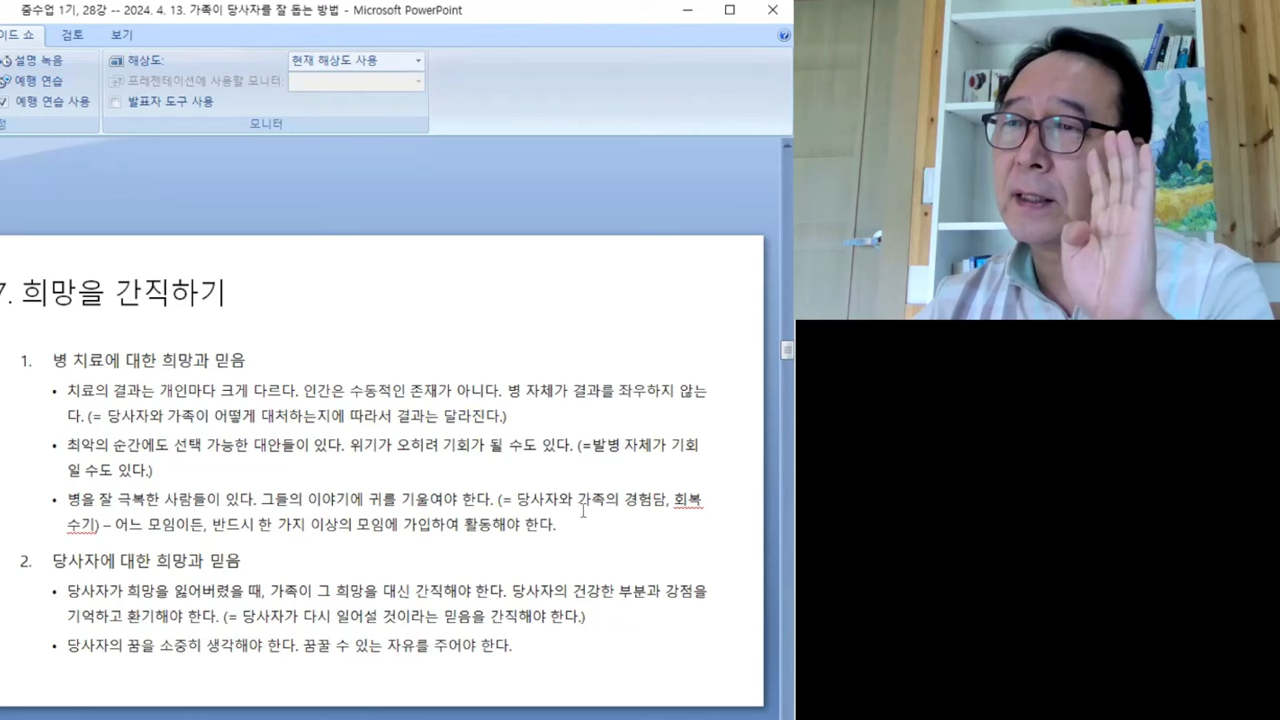 줌수업 1기, 28강 -- 2024. 4. 13. 가족이 당사자를 잘 돕는 방법 - Microsoft PowerPoint
이드 쇼 검토 보기
설명 녹음 해상도: 현재 해상도 사용
예행 연습 프레젠테이션에 사용할 모니터:
예행 연습 사용 발표자 도구 사용
정 모니터
7. 희망을 간직하기
1. 병 치료에 대한 희망과 믿음
• 치료의 결과는 개인마다 크게 다르다. 인간은 수동적인 존재가 아니다. 병 자체가 결과를 좌우하지 않는
다. (= 당사자와 가족이 어떻게 대처하는지에 따라서 결과는 달라진다.)
• 최악의 순간에도 선택 가능한 대안들이 있다. 위기가 오히려 기회가 될 수도 있다. (=발병 자체가 기회
일 수도 있다.)
• 병을 잘 극복한 사람들이 있다. 그들의 이야기에 귀를 기울여야 한다. (= 당사자와 가족의 경험담, 회복
수기) – 어느 모임이든, 반드시 한 가지 이상의 모임에 가입하여 활동해야 한다.
2. 당사자에 대한 희망과 믿음
• 당사자가 희망을 잃어버렸을 때, 가족이 그 희망을 대신 간직해야 한다. 당사자의 건강한 부분과 강점을
기억하고 환기해야 한다. (= 당사자가 다시 일어설 것이라는 믿음을 간직해야 한다.)
• 당사자의 꿈을 소중히 생각해야 한다. 꿈꿀 수 있는 자유를 주어야 한다.